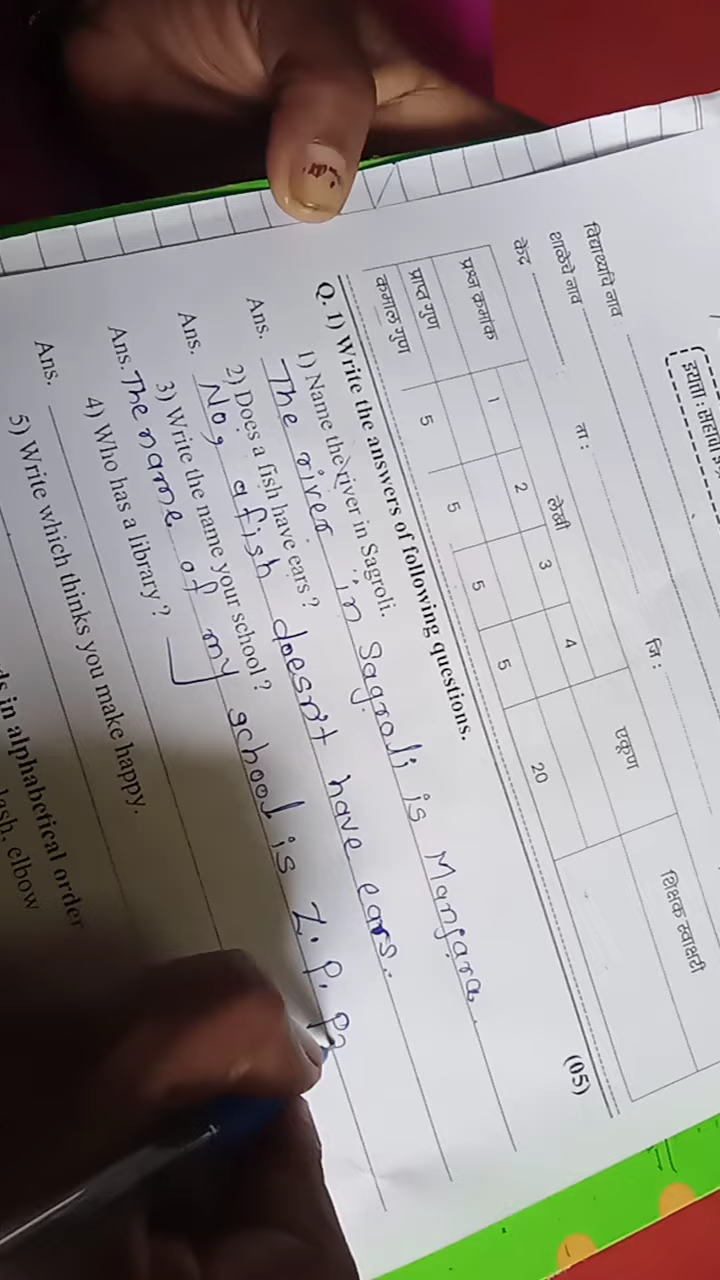 इयत्ता : सहावी
विद्यार्थ्याचे नाव :
शाळेचे नाव :
केंद्र : ता : जि :
प्रश्न क्रमांक लेखी एकूण शिक्षक स्वाक्षरी
1 2 3 4
प्राप्त गुण
कमाल गुण 5 5 5 5 20
Q. 1) Write the answers of following questions. (05)
1) Name the river in Sagroli.
Ans. The river in Sagroli is Manjara.
2) Does a fish have ears ?
Ans. No, a fish doesn't have ears.
3) Write the name your school ?
Ans. The name of my school is Z.P. P
4) Who has a library ?
Ans.
5) Write which thinks you make happy.
in alphabetical order
elbow